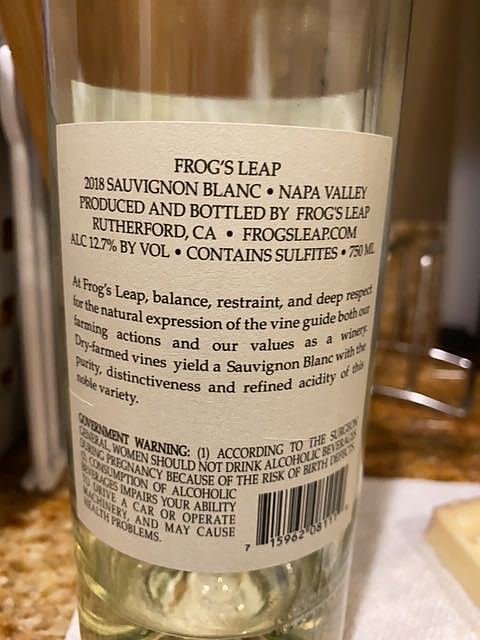 FROG'S LEAP
2018 SAUVIGNON BLANC • NAPA VALLEY
PRODUCED AND BOTTLED BY FROG'S LEAP
RUTHERFORD, CA • FROGSLEAP.COM
ALC 12.7% BY VOL • CONTAINS SULFITES • 750 ML
At Frog's Leap, balance, restraint, and deep respect
for the natural expression of the vine guide both our
farming actions and our values as a winery.
Dry-farmed vines yield a Sauvignon Blanc with the
purity, distinctiveness and refined acidity of this
noble variety.
GOVERNMENT WARNING: (1) ACCORDING TO THE SURGEON
GENERAL, WOMEN SHOULD NOT DRINK ALCOHOLIC BEVERAGES
DURING PREGNANCY BECAUSE OF THE RISK OF BIRTH DEFECTS.
CONSUMPTION OF ALCOHOLIC
BEVERAGES IMPAIRS YOUR ABILITY
TO DRIVE A CAR OR OPERATE
MACHINERY, AND MAY CAUSE
HEALTH PROBLEMS.
7 15962 08111